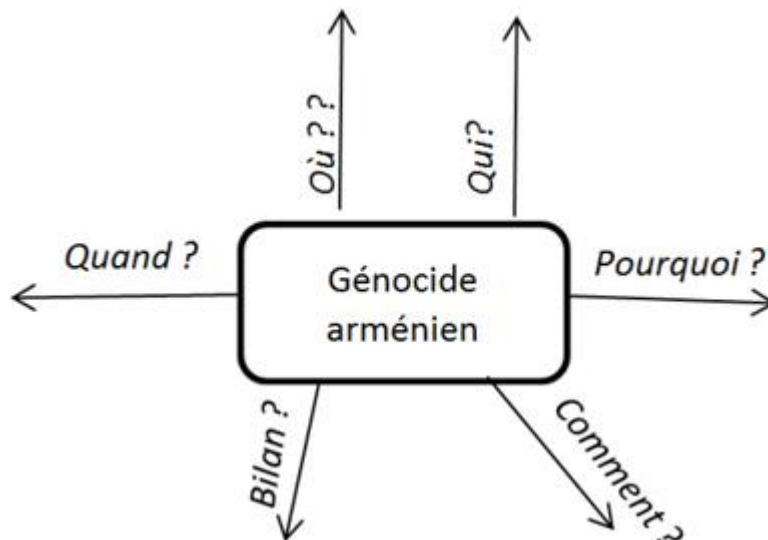 Où ? ?
Qui?
Quand ?
Génocide
arménien
Pourquoi ?
Bilan ?
Comment ?